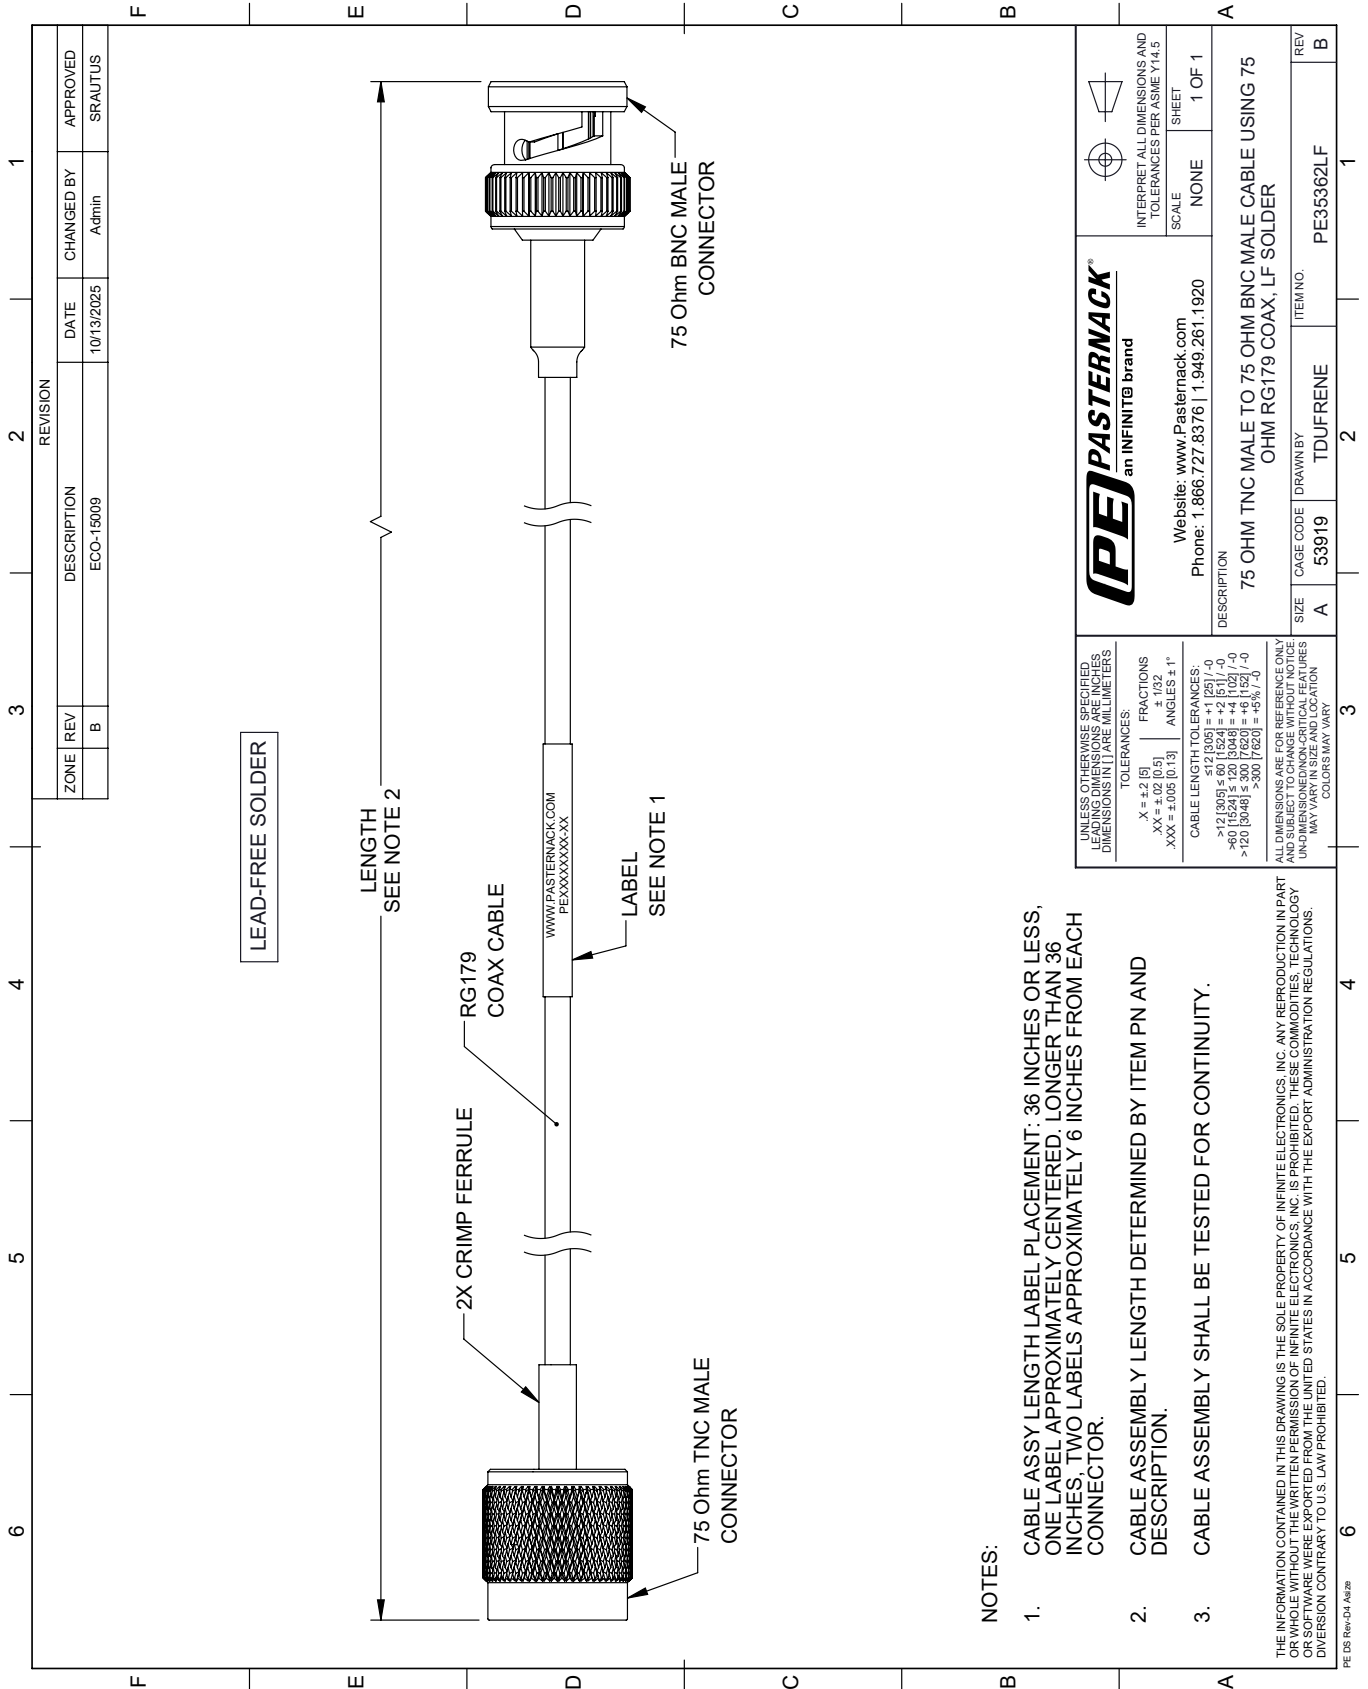 REVISION
ZONE REV DESCRIPTION DATE CHANGED BY APPROVED
B ECO-15009 10/13/2025 Admin SRAUTUS
6 5 4 3 2 1
F
E
D
C
B
A
LEAD-FREE SOLDER
LENGTH
SEE NOTE 2
2X CRIMP FERRULE
RG179
COAX CABLE
WWW.PASTERNACK.COM
PEXXXXXXXX-XX
LABEL
SEE NOTE 1
75 Ohm TNC MALE
CONNECTOR
75 Ohm BNC MALE
CONNECTOR
NOTES:
1. CABLE ASSY LENGTH LABEL PLACEMENT: 36 INCHES OR LESS,
ONE LABEL APPROXIMATELY CENTERED. LONGER THAN 36
INCHES, TWO LABELS APPROXIMATELY 6 INCHES FROM EACH
CONNECTOR.
2. CABLE ASSEMBLY LENGTH DETERMINED BY ITEM PN AND
DESCRIPTION.
3. CABLE ASSEMBLY SHALL BE TESTED FOR CONTINUITY.
THE INFORMATION CONTAINED IN THIS DRAWING IS THE SOLE PROPERTY OF INFINITE ELECTRONICS, INC. ANY REPRODUCTION IN PART
OR WHOLE WITHOUT THE WRITTEN PERMISSION OF INFINITE ELECTRONICS, INC. IS PROHIBITED. THESE COMMODITIES, TECHNOLOGY
OR SOFTWARE WERE EXPORTED FROM THE UNITED STATES IN ACCORDANCE WITH THE EXPORT ADMINISTRATION REGULATIONS.
DIVERSION CONTRARY TO U.S. LAW PROHIBITED.
UNLESS OTHERWISE SPECIFIED
LEADING DIMENSIONS ARE INCHES
DIMENSIONS IN [ ] ARE MILLIMETERS
TOLERANCES:
.X = ±.2 [5] FRACTIONS
.XX = ±.02 [0.5] ± 1/32
.XXX = ±.005 [0.13] ANGLES ± 1°
CABLE LENGTH TOLERANCES:
≤12 [305] = +1 [25] / -0
>12 [305] ≤ 60 [1524] = +2 [51] / -0
>60 [1524] ≤ 120 [3048] = +4 [102] / -0
>120 [3048] ≤ 300 [7620] = +6 [152] / -0
>300 [7620] = +5% / -0
ALL DIMENSIONS ARE FOR REFERENCE ONLY
AND SUBJECT TO CHANGE WITHOUT NOTICE.
UN-DIMENSIONED/NON-CRITICAL FEATURES
MAY VARY IN SIZE AND LOCATION
COLORS MAY VARY
PE PASTERNACK®
an INFINIT@ brand
Website: www.Pasternack.com
Phone: 1.866.727.8376 | 1.949.261.1920
INTERPRET ALL DIMENSIONS AND
TOLERANCES PER ASME Y14.5
SCALE NONE
SHEET 1 OF 1
DESCRIPTION
75 OHM TNC MALE TO 75 OHM BNC MALE CABLE USING 75
OHM RG179 COAX, LF SOLDER
SIZE A
CAGE CODE 53919
DRAWN BY TDUFRENE
ITEM NO. PE35362LF
REV B
F
E
D
C
B
A
6 5 4 3 2 1
PE DS Rev-D4 Asize